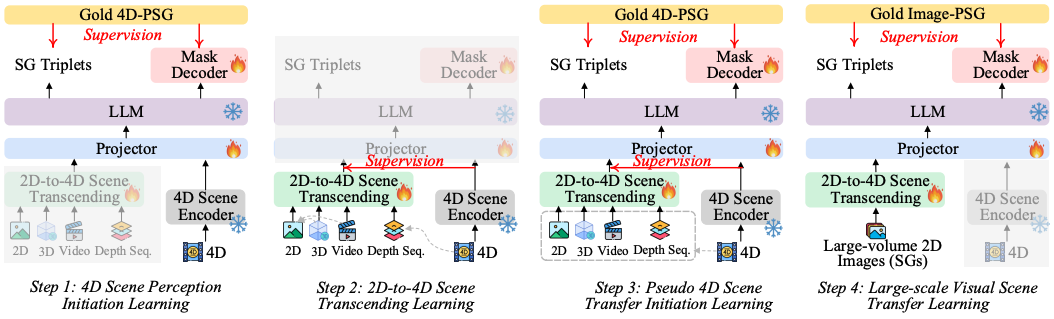 Gold 4D-PSG
Supervision
SG Triplets
Mask
Decoder
LLM
Projector
2D-to-4D Scene
Transcending
4D Scene
Encoder
2D
3D
Video
Depth Seq.
4D
Step 1: 4D Scene Perception
Initiation Learning
SG Triplets
Mask
Decoder
LLM
Projector
Supervision
2D-to-4D Scene
Transcending
4D Scene
Encoder
2D
3D
Video
Depth Seq.
4D
Step 2: 2D-to-4D Scene
Transcending Learning
Gold 4D-PSG
Supervision
SG Triplets
Mask
Decoder
LLM
Projector
Supervision
2D-to-4D Scene
Transcending
4D Scene
Encoder
2D
3D
Video
Depth Seq.
4D
Step 3: Pseudo 4D Scene
Transfer Initiation Learning
Gold Image-PSG
Supervision
SG Triplets
Mask
Decoder
LLM
Projector
2D-to-4D Scene
Transcending
4D Scene
Encoder
Large-volume 2D
Images (SGs)
4D
Step 4: Large-scale Visual Scene
Transfer Learning